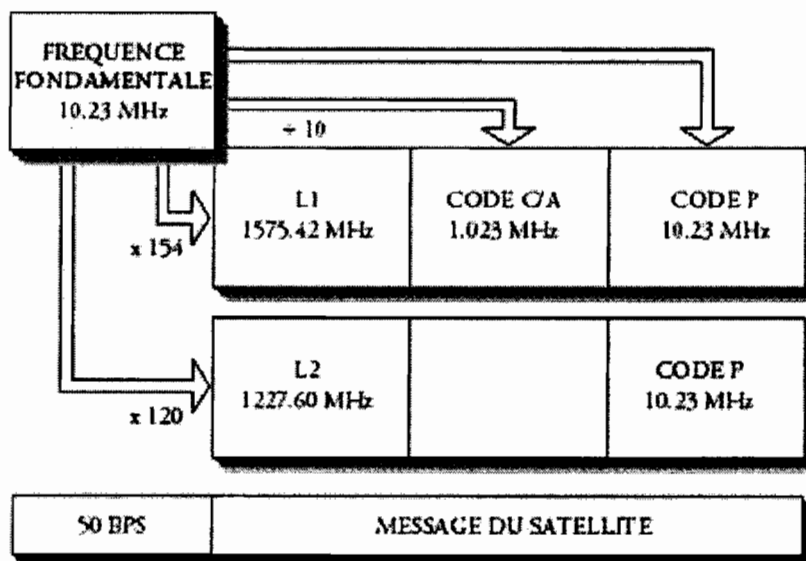 FREQUENCE
FONDAMENTALE
10.23 MHz
÷ 10
L1
1575.42 MHz
CODE C/A
1.023 MHz
CODE P
10.23 MHz
x 154
L2
1227.60 MHz
CODE P
10.23 MHz
x 120
50 BPS
MESSAGE DU SATELLITE